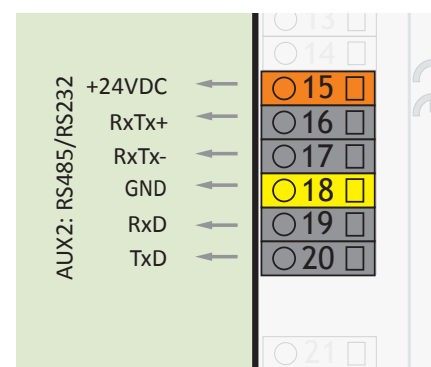 13
14
AUX2: RS485/RS232
+24VDC 15
RxTx+ 16
RxTx- 17
GND 18
RxD 19
TxD 20
21